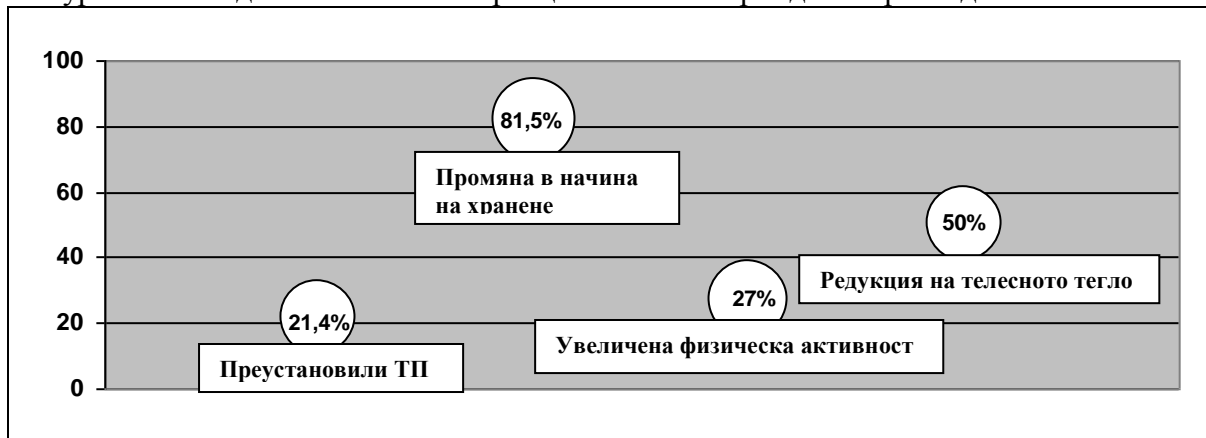 100
80
60
40
20
0
81,5%
Промяна в начина
на хранене
50%
Редукция на телесното тегло
27%
Увеличена физическа активност
21,4%
Преустановили ТП